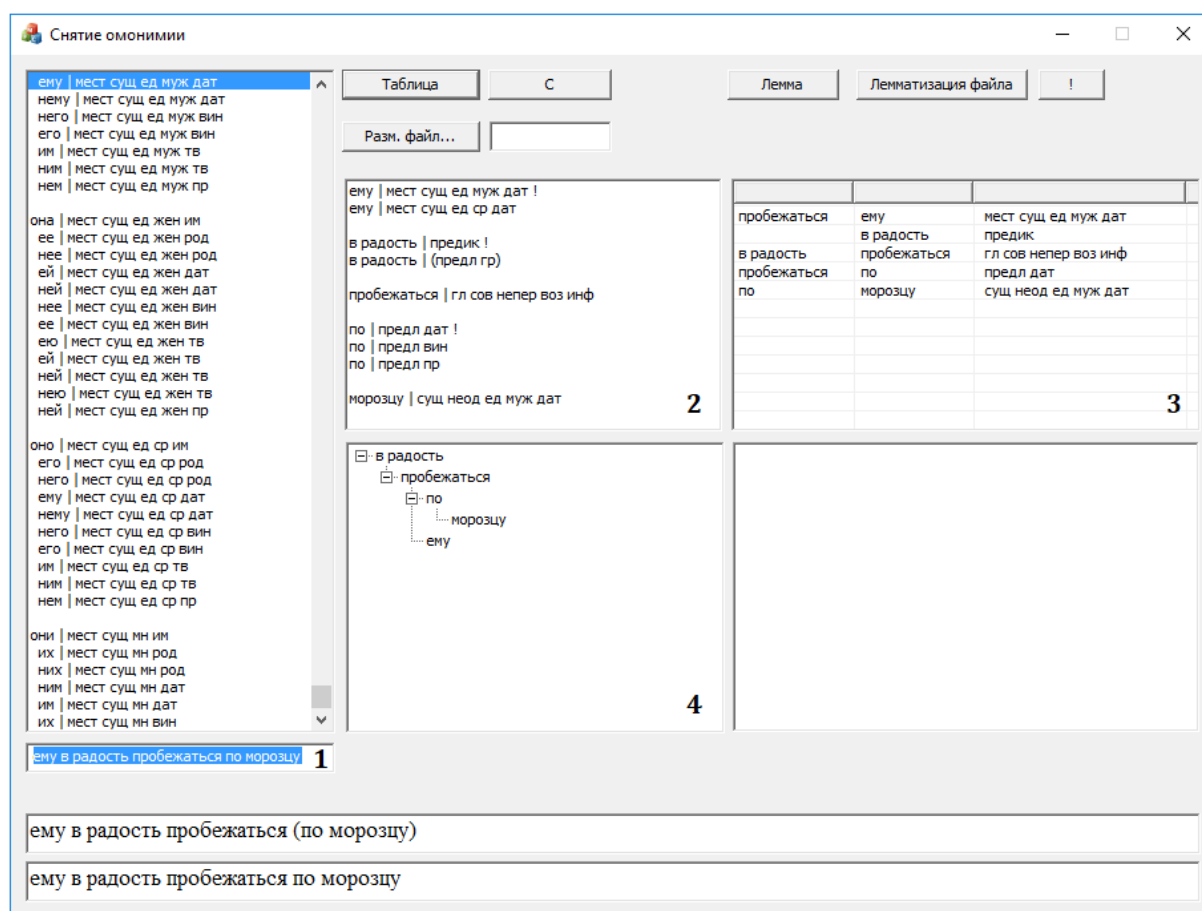 Снятие омонимии
ему | мест сущ ед муж дат
нему | мест сущ ед муж дат
него | мест сущ ед муж вин
его | мест сущ ед муж вин
им | мест сущ ед муж тв
ним | мест сущ ед муж тв
нем | мест сущ ед муж пр
она | мест сущ ед жен им
ее | мест сущ ед жен род
нее | мест сущ ед жен род
ей | мест сущ ед жен дат
ней | мест сущ ед жен дат
нее | мест сущ ед жен вин
ее | мест сущ ед жен вин
ею | мест сущ ед жен тв
ей | мест сущ ед жен тв
ней | мест сущ ед жен тв
нею | мест сущ ед жен тв
ней | мест сущ ед жен пр
оно | мест сущ ед ср им
его | мест сущ ед ср род
него | мест сущ ед ср род
ему | мест сущ ед ср дат
нему | мест сущ ед ср дат
него | мест сущ ед ср вин
его | мест сущ ед ср вин
им | мест сущ ед ср тв
ним | мест сущ ед ср тв
нем | мест сущ ед ср пр
они | мест сущ мн им
их | мест сущ мн род
них | мест сущ мн род
ним | мест сущ мн дат
им | мест сущ мн дат
их | мест сущ мн вин
ему в радость пробежаться по морозцу 1
Таблица С Лемма Лемматизация файла !
Разм. файл...
ему | мест сущ ед муж дат !
ему | мест сущ ед ср дат
в радость | предик !
в радость | (предл гр)
пробежаться | гл сов непер воз инф
по | предл дат !
по | предл вин
по | предл пр
морозцу | сущ неод ед муж дат
2
пробежаться ему мест сущ ед муж дат
в радость предик
в радость пробежаться гл сов непер воз инф
пробежаться по предл дат
по морозцу сущ неод ед муж дат
3
в радость
пробежаться
по
морозцу
ему
4
ему в радость пробежаться (по морозцу)
ему в радость пробежаться по морозцу